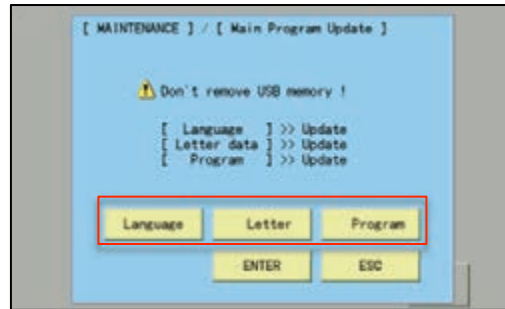 [ MAINTENANCE ] / [ Main Program Update ]
Don't remove USB memory !
[ Language ] >> Update
[ Letter data ] >> Update
[ Program ] >> Update
Language Letter Program
ENTER ESC